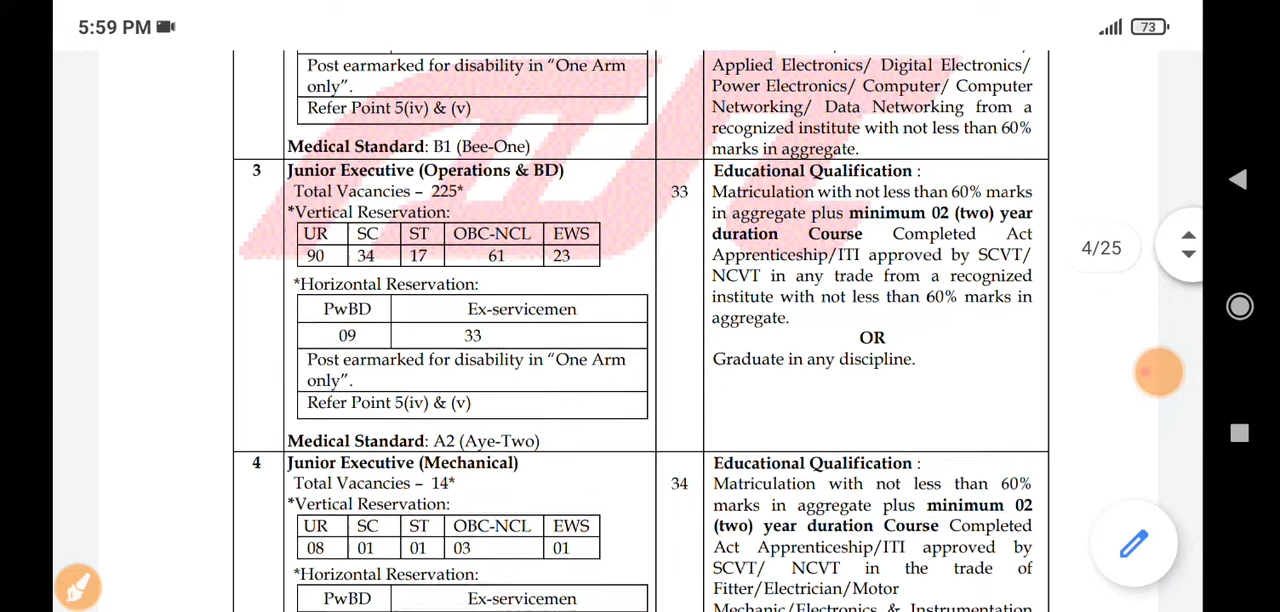 5:59 PM
73
Post earmarked for disability in “One Arm
only”.
Refer Point 5(iv) & (v)
Medical Standard: B1 (Bee-One)
Applied Electronics/ Digital Electronics/
Power Electronics/ Computer/ Computer
Networking/ Data Networking from a
recognized institute with not less than 60%
marks in aggregate.
3
Junior Executive (Operations & BD)
Total Vacancies – 225*
*Vertical Reservation:
UR SC ST OBC-NCL EWS
90 34 17 61 23
*Horizontal Reservation:
PwBD Ex-servicemen
09 33
Post earmarked for disability in “One Arm
only”.
Refer Point 5(iv) & (v)
Medical Standard: A2 (Aye-Two)
33
Educational Qualification :
Matriculation with not less than 60% marks
in aggregate plus minimum 02 (two) year
duration Course Completed Act
Apprenticeship/ITI approved by SCVT/
NCVT in any trade from a recognized
institute with not less than 60% marks in
aggregate.
OR
Graduate in any discipline.
4/25
4
Junior Executive (Mechanical)
Total Vacancies – 14*
*Vertical Reservation:
UR SC ST OBC-NCL EWS
08 01 01 03 01
*Horizontal Reservation:
PwBD Ex-servicemen
34
Educational Qualification :
Matriculation with not less than 60%
marks in aggregate plus minimum 02
(two) year duration Course Completed
Act Apprenticeship/ITI approved by
SCVT/ NCVT in the trade of
Fitter/Electrician/Motor
Mechanic/Electronics & Instrumentation